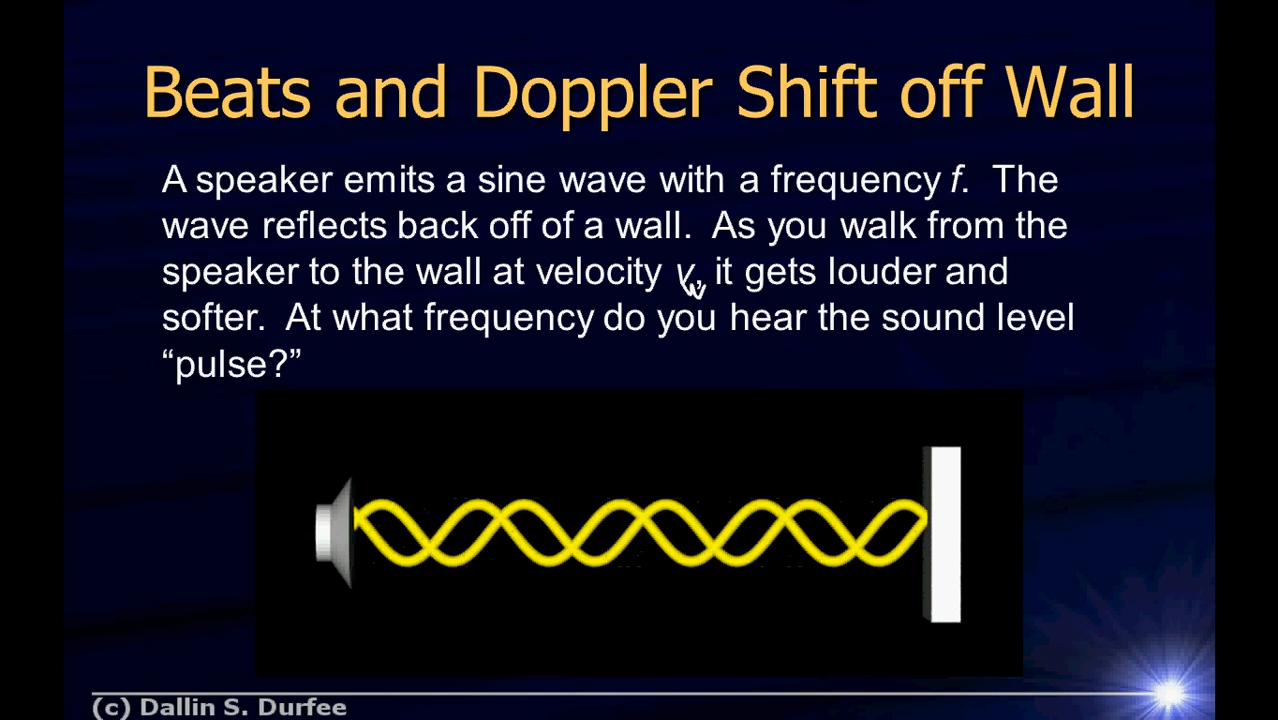 Beats and Doppler Shift off Wall
A speaker emits a sine wave with a frequency f. The
wave reflects back off of a wall. As you walk from the
speaker to the wall at velocity v w, it gets louder and
softer. At what frequency do you hear the sound level
“pulse?”
(c) Dallin S. Durfee